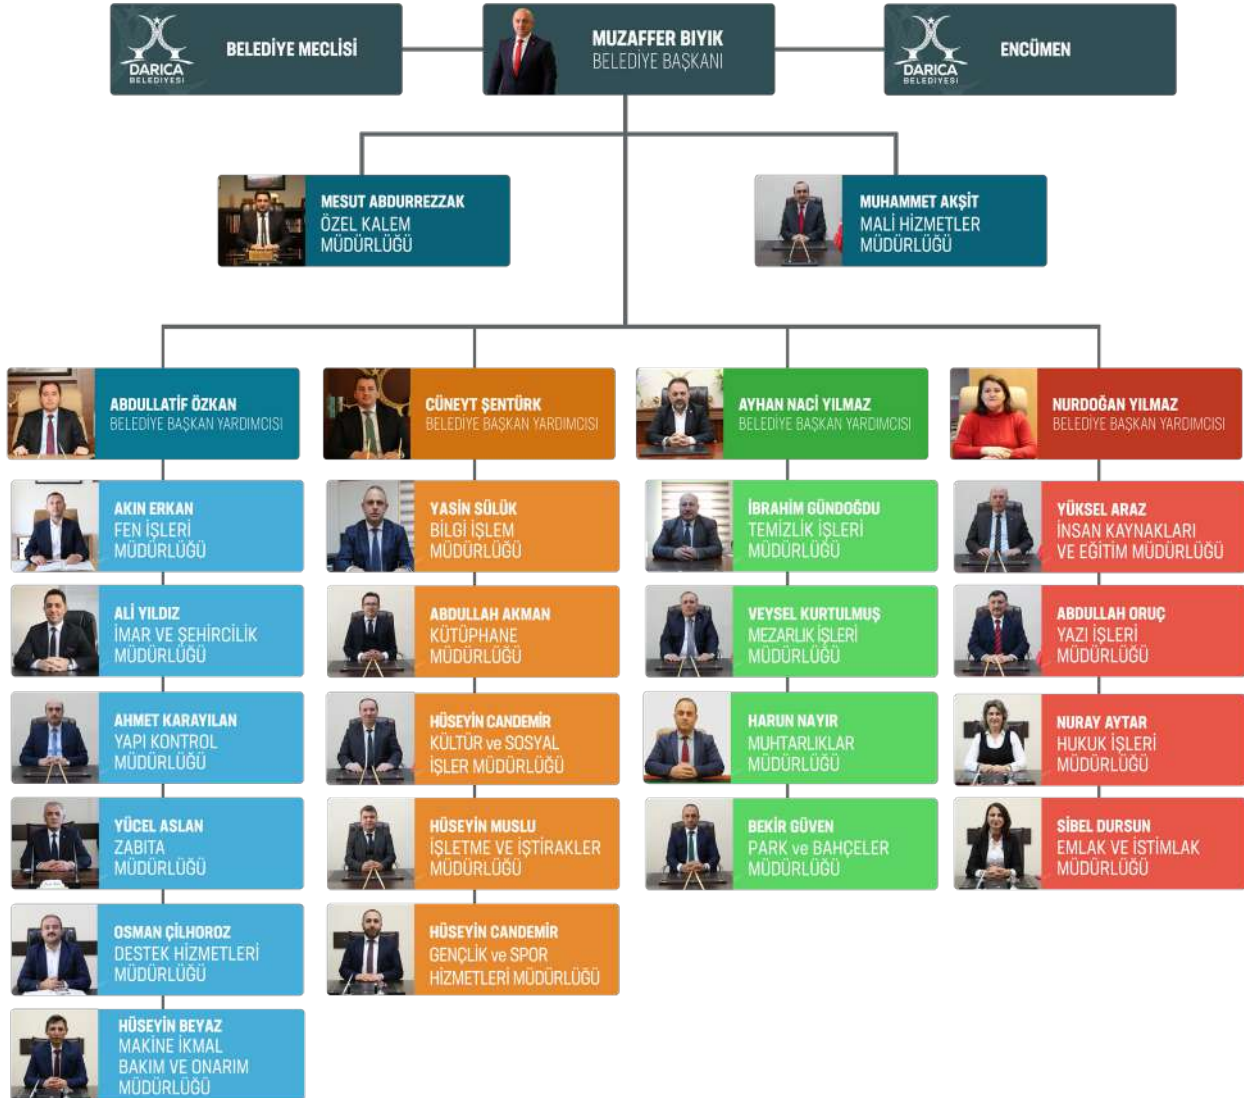 DARICA
BELEDİYESİ
BELEDİYE MECLİSİ
MUZAFFER BIYIK
BELEDİYE BAŞKANI
DARICA
BELEDİYESİ
ENCÜMEN
MESUT ABDURREZZAK
ÖZEL KALEM
MÜDÜRLÜĞÜ
MUHAMMET AKŞİT
MALİ HİZMETLER
MÜDÜRLÜĞÜ
ABDULLATİF ÖZKAN
BELEDİYE BAŞKAN YARDIMCISI
CÜNEYT ŞENTÜRK
BELEDİYE BAŞKAN YARDIMCISI
AYHAN NACİ YILMAZ
BELEDİYE BAŞKAN YARDIMCISI
NURDOĞAN YILMAZ
BELEDİYE BAŞKAN YARDIMCISI
AKIN ERKAN
FEN İŞLERİ
MÜDÜRLÜĞÜ
YASİN SÜLÜK
BİLGİ İŞLEM
MÜDÜRLÜĞÜ
İBRAHİM GÜNDOĞDU
TEMİZLİK İŞLERİ
MÜDÜRLÜĞÜ
YÜKSEL ARAZ
İNSAN KAYNAKLARI
VE EĞİTİM MÜDÜRLÜĞÜ
ALİ YILDIZ
İMAR VE ŞEHİRCİLİK
MÜDÜRLÜĞÜ
ABDULLAH AKMAN
KÜTÜPHANE
MÜDÜRLÜĞÜ
VEYSEL KURTULMUŞ
MEZARLIK İŞLERİ
MÜDÜRLÜĞÜ
ABDULLAH ORUÇ
YAZI İŞLERİ
MÜDÜRLÜĞÜ
AHMET KARAYILAN
YAPI KONTROL
MÜDÜRLÜĞÜ
HÜSEYİN CANDEMİR
KÜLTÜR ve SOSYAL
İŞLER MÜDÜRLÜĞÜ
HARUN NAYIR
MUHTARLIKLAR
MÜDÜRLÜĞÜ
NURAY AYTAR
HUKUK İŞLERİ
MÜDÜRLÜĞÜ
YÜCEL ASLAN
ZABITA
MÜDÜRLÜĞÜ
HÜSEYİN MUSLU
İŞLETME VE İŞTİRAKLER
MÜDÜRLÜĞÜ
BEKİR GÜVEN
PARK ve BAHÇELER
MÜDÜRLÜĞÜ
SİBEL DURSUN
EMLAK VE İSTİMLAK
MÜDÜRLÜĞÜ
OSMAN ÇİLHOROZ
DESTEK HİZMETLERİ
MÜDÜRLÜĞÜ
HÜSEYİN CANDEMİR
GENÇLİK ve SPOR
HİZMETLERİ MÜDÜRLÜĞÜ
HÜSEYİN BEYAZ
MAKİNE İKMAL
BAKIM VE ONARIM
MÜDÜRLÜĞÜ